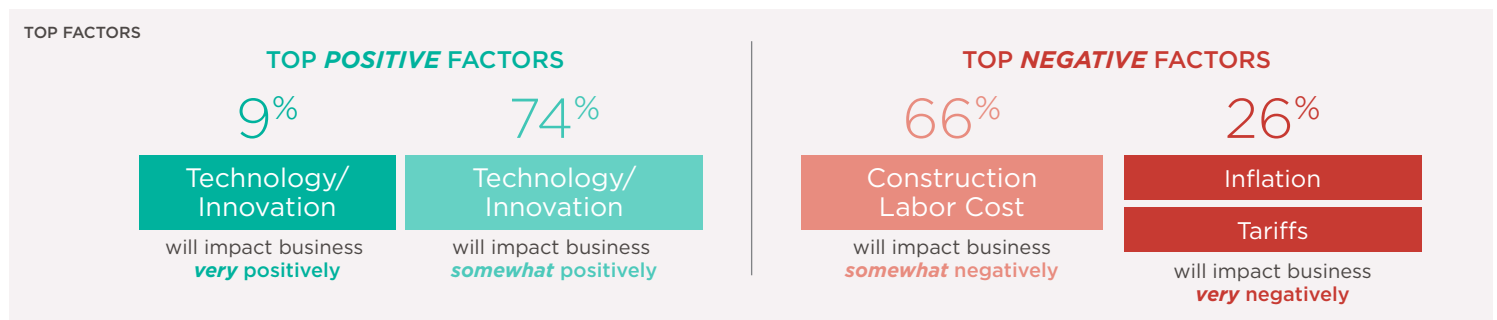 TOP FACTORS
TOP POSITIVE FACTORS
9%
Technology/
Innovation
will impact business
very positively
74%
Technology/
Innovation
will impact business
somewhat positively
TOP NEGATIVE FACTORS
66%
Construction
Labor Cost
will impact business
somewhat negatively
26%
Inflation
Tariffs
will impact business
very negatively